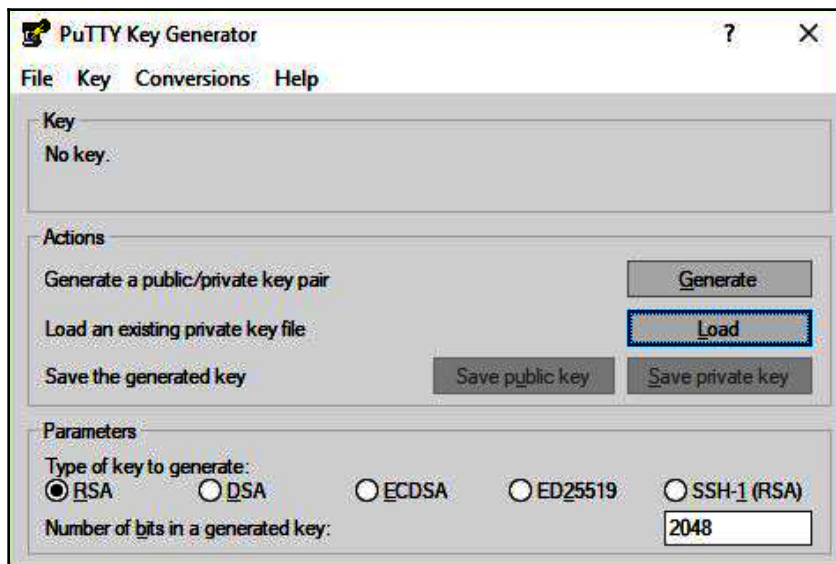 PuTTY Key Generator ? ×
File Key Conversions Help
Key
No key.
Actions
Generate a public/private key pair Generate
Load an existing private key file Load
Save the generated key Save public key Save private key
Parameters
Type of key to generate:
RSA DSA ECDSA ED25519 SSH-1 (RSA)
Number of bits in a generated key: 2048